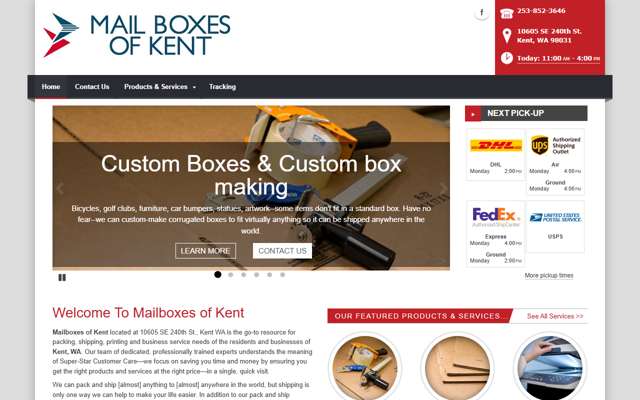 MAIL BOXES
OF KENT
253-852-3646
10605 SE 240th St.
Kent, WA 98031
Today: 11:00 AM - 4:00 PM
Home
Contact Us
Products & Services
Tracking
Custom Boxes & Custom box
making
Bicycles, golf clubs, furniture, car bumpers, statues, artwork--some items don't fit in a standard box. Have no
fear--we can custom-make corrugated boxes to fit virtually anything so it can be shipped anywhere in the
world
LEARN MORE
CONTACT US
NEXT PICK-UP
DHL
DHL
Monday 2:00 PM
ups
Authorized
Shipping
Outlet
Air
Monday 4:00 PM
Ground
Monday 4:00 PM
FedEx
Authorized ShipCenter
Express
Monday 4:00 PM
Ground
Monday 2:00 PM
UNITED STATES
POSTAL SERVICE
USPS
More pickup times
Welcome To Mailboxes of Kent
Mailboxes of Kent located at 10605 SE 240th St., Kent WA is the go-to resource for
packing, shipping, printing and business service needs of the residents and businesses of
Kent, WA. Our team of dedicated, professionally trained experts understands the meaning
of Super-Star Customer Care—we focus on saving you time and money by ensuring you
get the right products and services at the right price—in a single, quick visit.
We can pack and ship [almost] anything to [almost] anywhere in the world, but shipping is
only one way we can help to make your life easier. In addition to our pack and ship
OUR FEATURED PRODUCTS & SERVICES...
See All Services >>